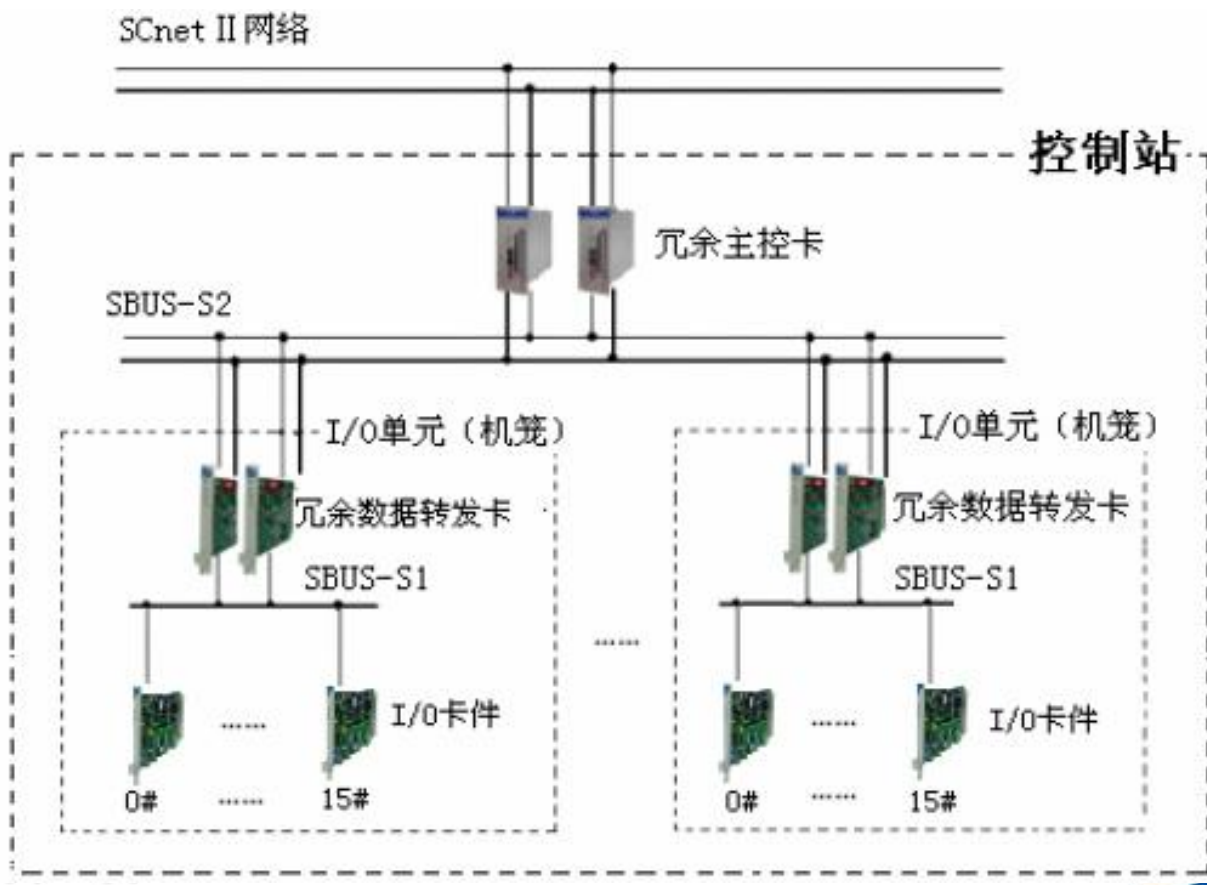 SCnet II 网络
控制站
冗余主控卡
SBUS-S2
I/O单元（机笼）
I/O单元（机笼）
冗余数据转发卡
冗余数据转发卡
SBUS-S1
SBUS-S1
……
I/O卡件
I/O卡件
……
……
0# …… 15#
0# …… 15#